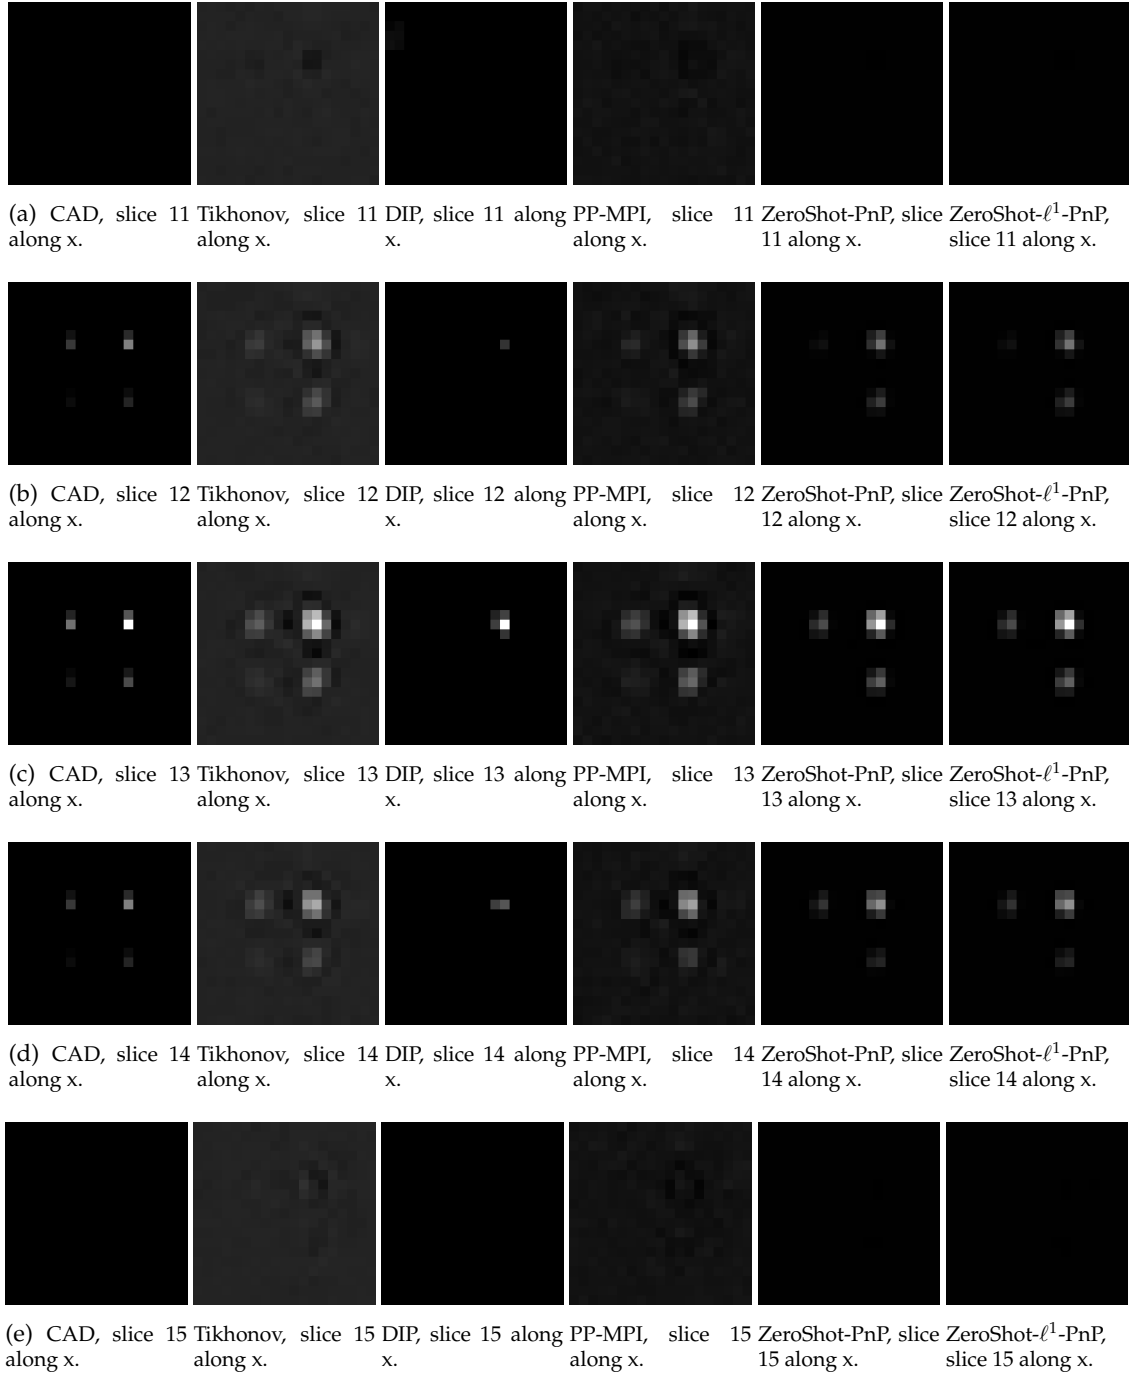 (a) CAD, slice 11 along x.
Tikhonov, slice 11 along x.
DIP, slice 11 along x.
PP-MPI, slice 11 along x.
ZeroShot-PnP, slice 11 along x.
ZeroShot-ℓ¹-PnP, slice 11 along x.
(b) CAD, slice 12 along x.
Tikhonov, slice 12 along x.
DIP, slice 12 along x.
PP-MPI, slice 12 along x.
ZeroShot-PnP, slice 12 along x.
ZeroShot-ℓ¹-PnP, slice 12 along x.
(c) CAD, slice 13 along x.
Tikhonov, slice 13 along x.
DIP, slice 13 along x.
PP-MPI, slice 13 along x.
ZeroShot-PnP, slice 13 along x.
ZeroShot-ℓ¹-PnP, slice 13 along x.
(d) CAD, slice 14 along x.
Tikhonov, slice 14 along x.
DIP, slice 14 along x.
PP-MPI, slice 14 along x.
ZeroShot-PnP, slice 14 along x.
ZeroShot-ℓ¹-PnP, slice 14 along x.
(e) CAD, slice 15 along x.
Tikhonov, slice 15 along x.
DIP, slice 15 along x.
PP-MPI, slice 15 along x.
ZeroShot-PnP, slice 15 along x.
ZeroShot-ℓ¹-PnP, slice 15 along x.